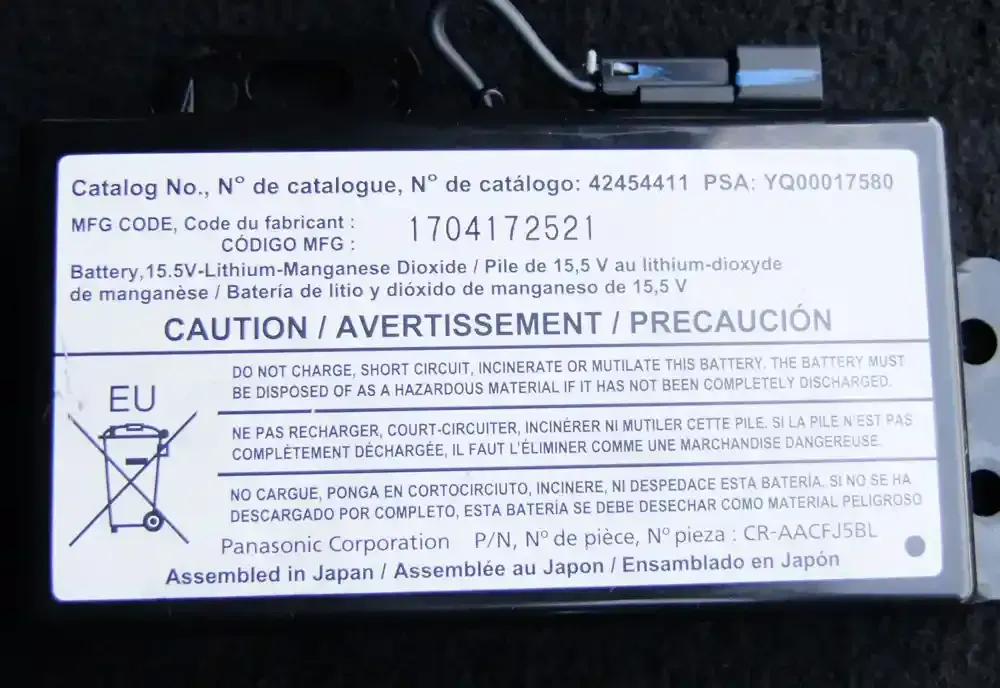 Catalog No., N° de catalogue, N° de catálogo: 42454411 PSA: YQ00017580
MFG CODE, Code du fabricant :
CÓDIGO MFG :
1704172521
Battery,15.5V-Lithium-Manganese Dioxide / Pile de 15,5 V au lithium-dioxyde
de manganèse / Batería de litio y dióxido de manganeso de 15,5 V
CAUTION / AVERTISSEMENT / PRECAUCIÓN
EU
DO NOT CHARGE, SHORT CIRCUIT, INCINERATE OR MUTILATE THIS BATTERY. THE BATTERY MUST
BE DISPOSED OF AS A HAZARDOUS MATERIAL IF IT HAS NOT BEEN COMPLETELY DISCHARGED.
NE PAS RECHARGER, COURT-CIRCUITER, INCINÉRER NI MUTILER CETTE PILE. SI LA PILE N'EST PAS
COMPLÈTEMENT DÉCHARGÉE, IL FAUT L'ÉLIMINER COMME UNE MARCHANDISE DANGEREUSE.
NO CARGUE, PONGA EN CORTOCIRCIUTO, INCINERE, NI DESPEDACE ESTA BATERÍA. SI NO SE HA
DESCARGADO POR COMPLETO, ESTA BATERÍA SE DEBE DESECHAR COMO MATERIAL PELIGROSO
Panasonic Corporation P/N, N° de pièce, N° pieza : CR-AACFJ5BL
Assembled in Japan / Assemblée au Japon / Ensamblado en Japón